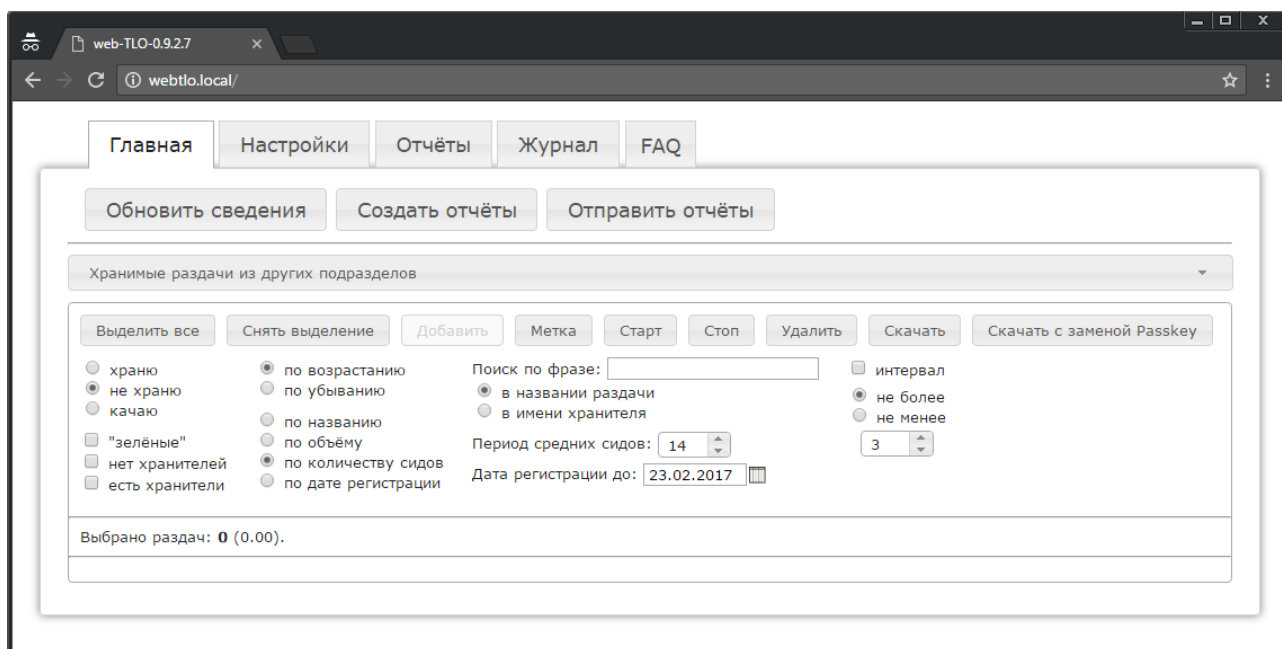 web-TLO-0.9.2.7
webtlo.local/
Главная Настройки Отчёты Журнал FAQ
Обновить сведения Создать отчёты Отправить отчёты
Хранимые раздачи из других подразделов
Выделить все Снять выделение Добавить Метка Старт Стоп Удалить Скачать Скачать с заменой Passkey
храню
не храню
качаю
"зелёные"
нет хранителей
есть хранители
по возрастанию
по убыванию
по названию
по объёму
по количеству сидов
по дате регистрации
Поиск по фразе:
в названии раздачи
в имени хранителя
Период средних сидов: 14
Дата регистрации до: 23.02.2017
интервал
не более
не менее
3
Выбрано раздач: 0 (0.00).